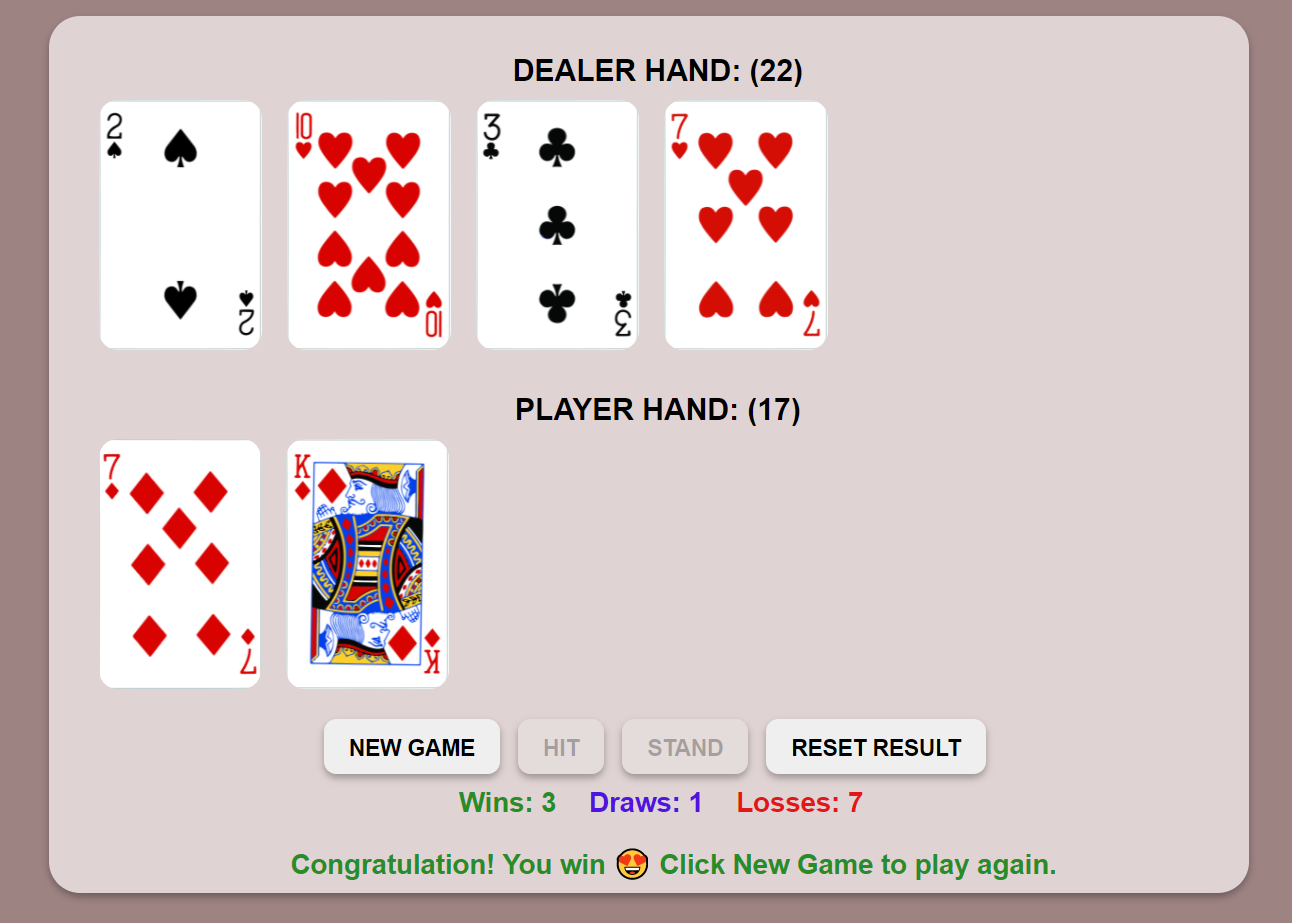 DEALER HAND: (22)
2 10 3 7
2 10 3 7
PLAYER HAND: (17)
7 K
7 K
NEW GAME HIT STAND RESET RESULT
Wins: 3 Draws: 1 Losses: 7
Congratulation! You win 😍 Click New Game to play again.